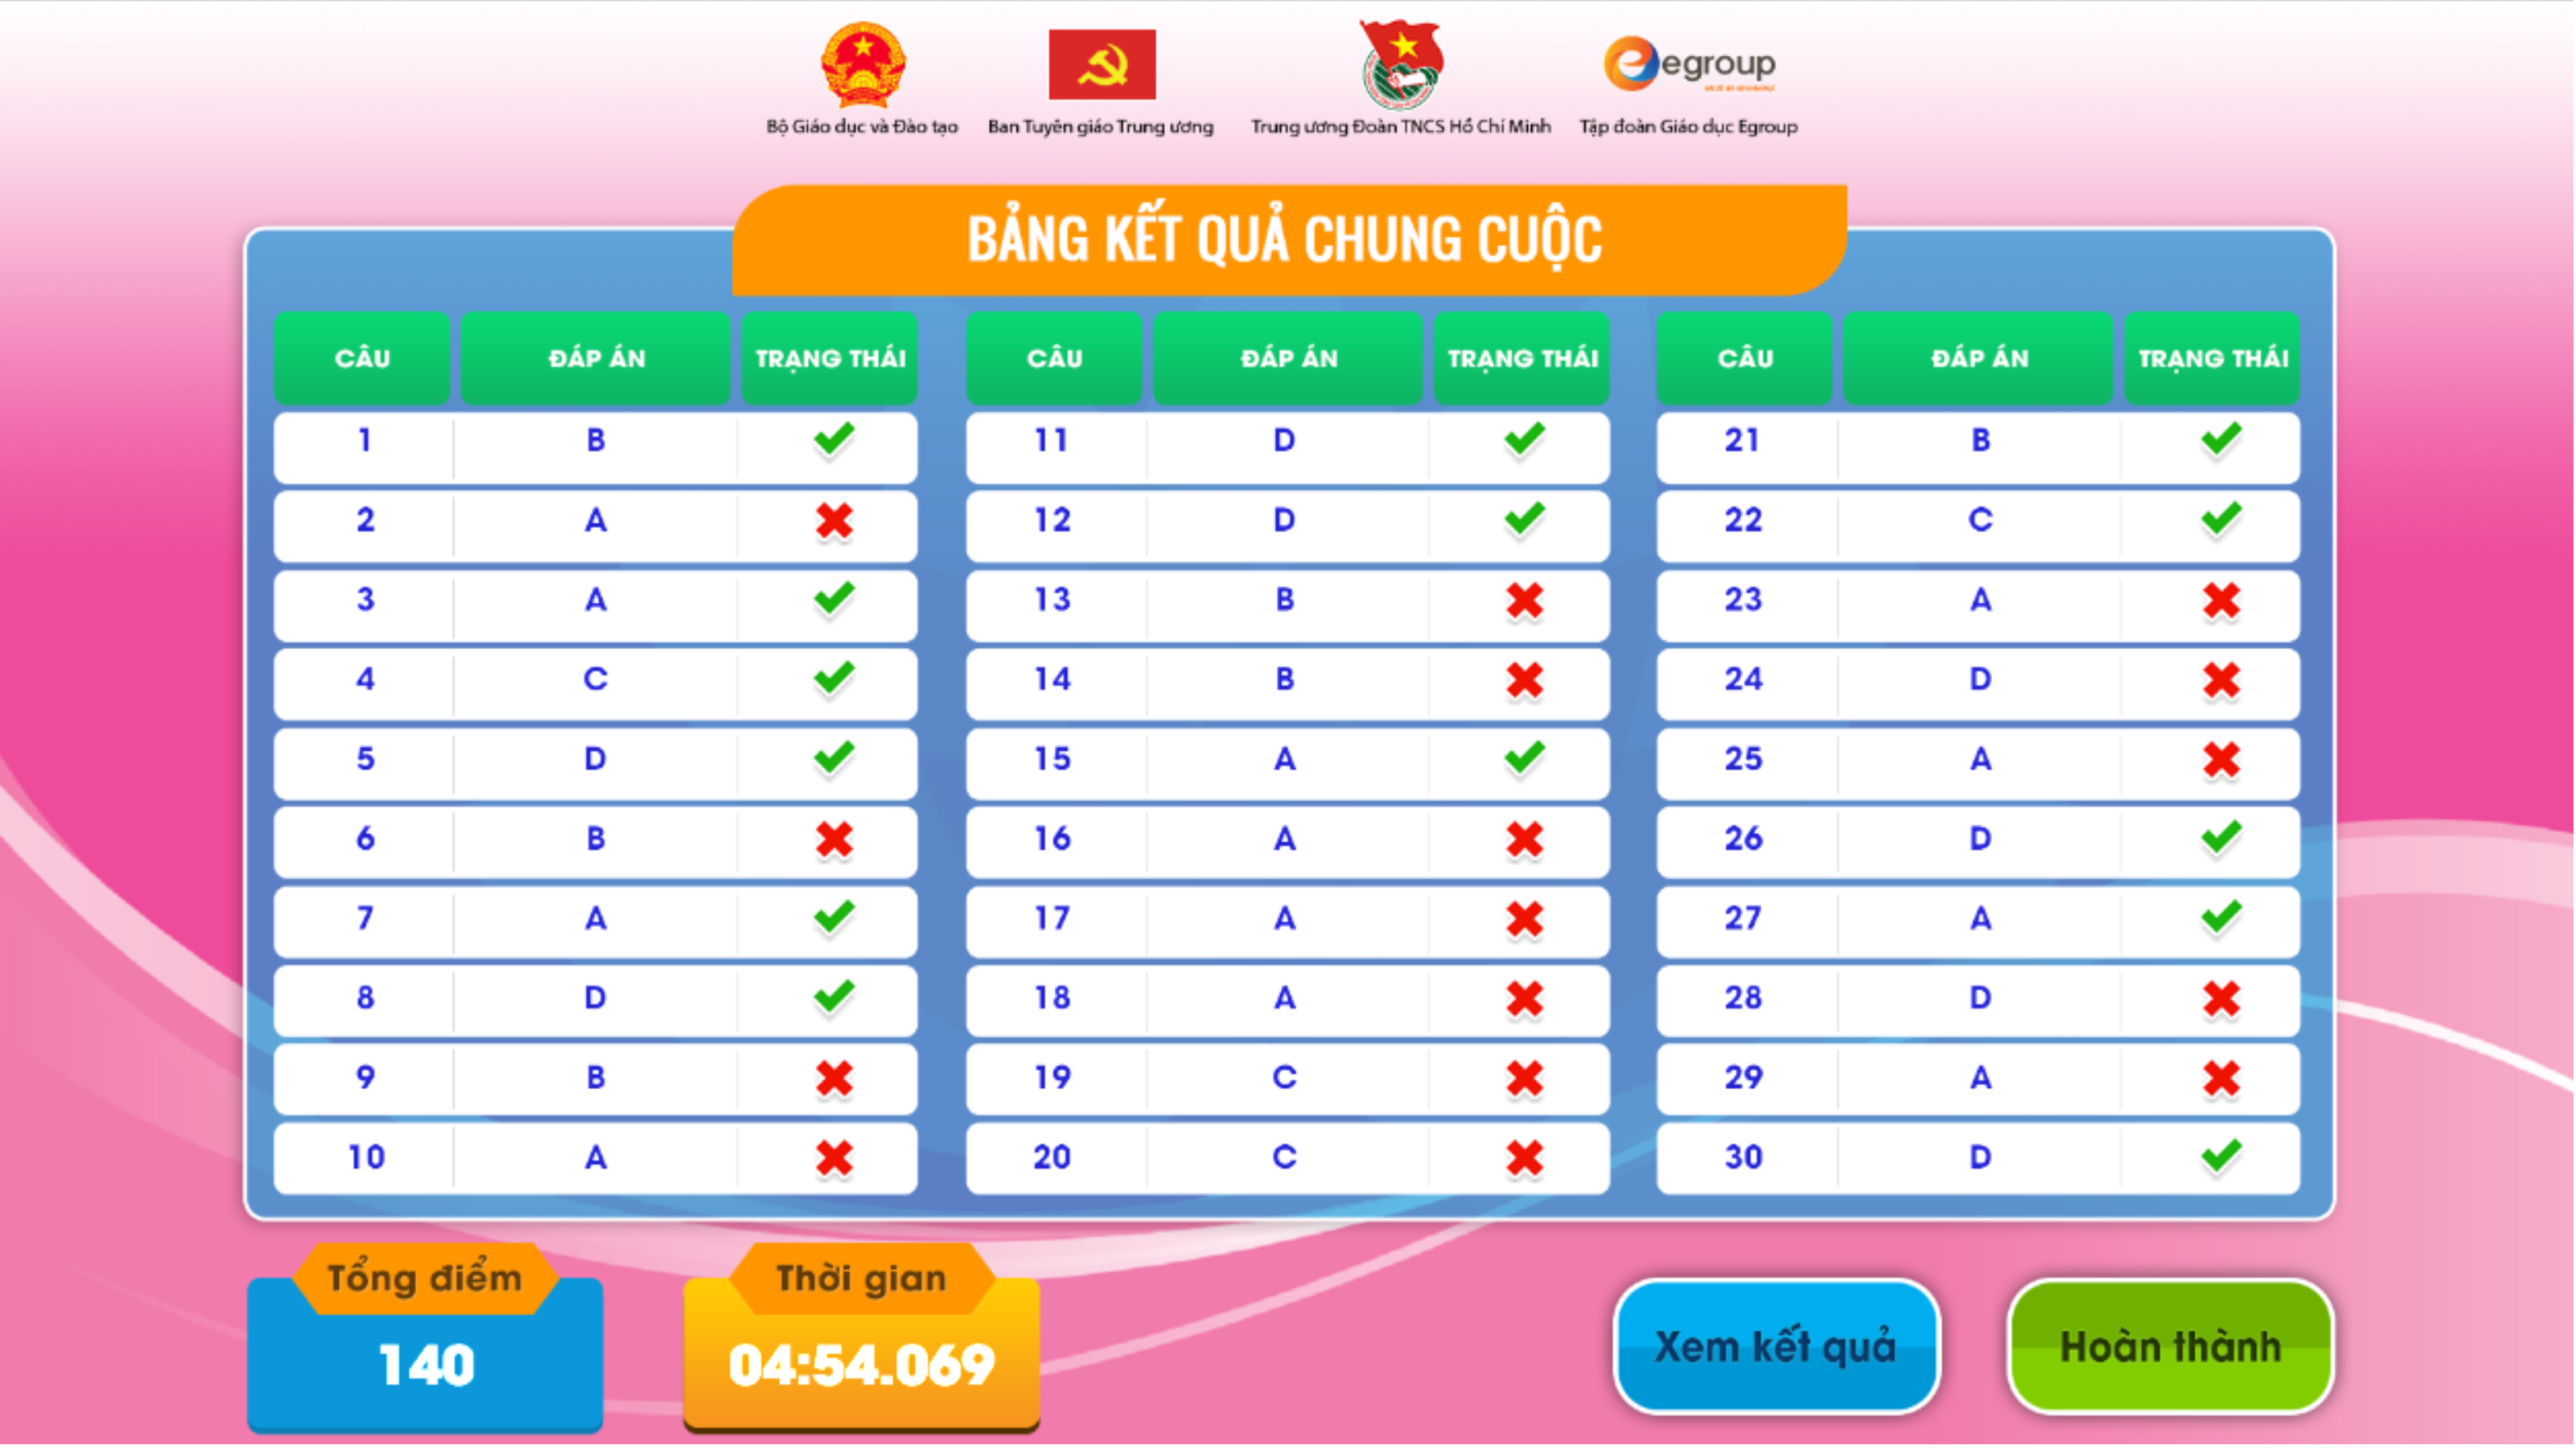 egroup
Bộ Giáo dục và Đào tạo
Ban Tuyên giáo Trung ương
Trung ương Đoàn TNCS Hồ Chí Minh
Tập đoàn Giáo dục Egroup
BẢNG KẾT QUẢ CHUNG CUỘC
CÂU ĐÁP ÁN TRẠNG THÁI
1 B
2 A
3 A
4 C
5 D
6 B
7 A
8 D
9 B
10 A
CÂU ĐÁP ÁN TRẠNG THÁI
11 D
12 D
13 B
14 B
15 A
16 A
17 A
18 A
19 C
20 C
CÂU ĐÁP ÁN TRẠNG THÁI
21 B
22 C
23 A
24 D
25 A
26 D
27 A
28 D
29 A
30 D
Tổng điểm
140
Thời gian
04:54.069
Xem kết quả
Hoàn thành